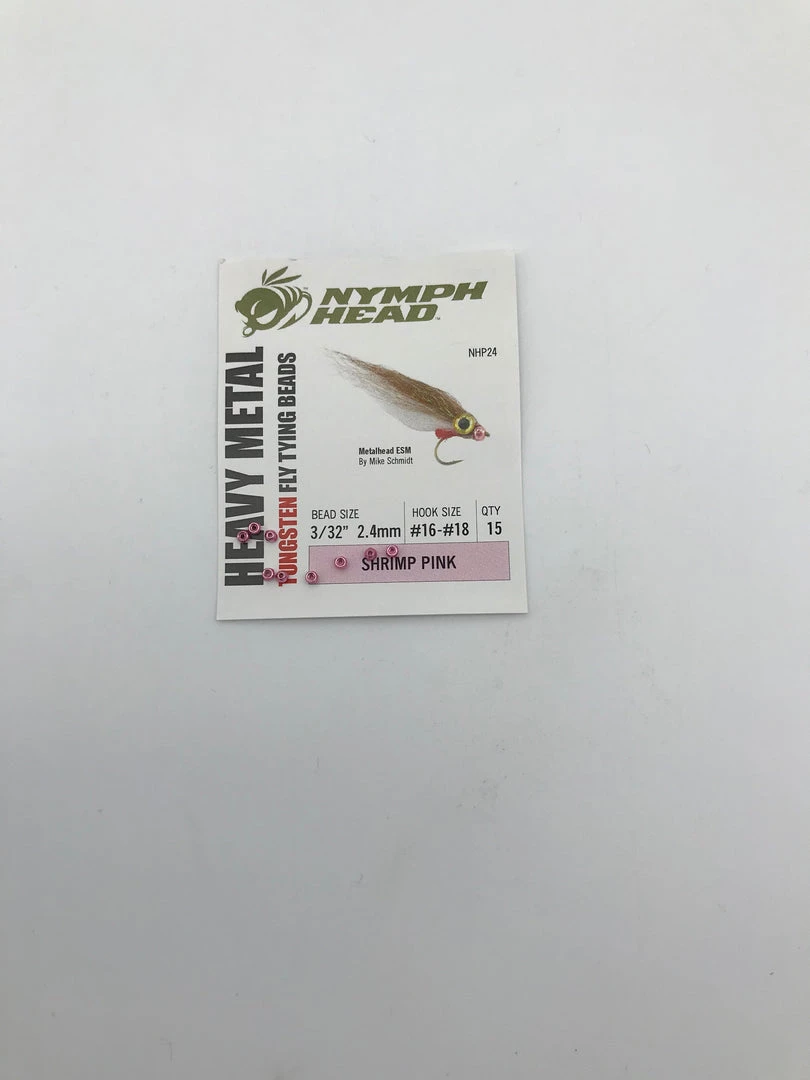 NYMPH
HEAD™
NHP24
HEAVY METAL
TUNGSTEN FLY TYING BEADS
Metalhead ESM
By Mike Schmidt
BEAD SIZE
3/32” 2.4mm
HOOK SIZE
#16-#18
QTY
15
SHRIMP PINK